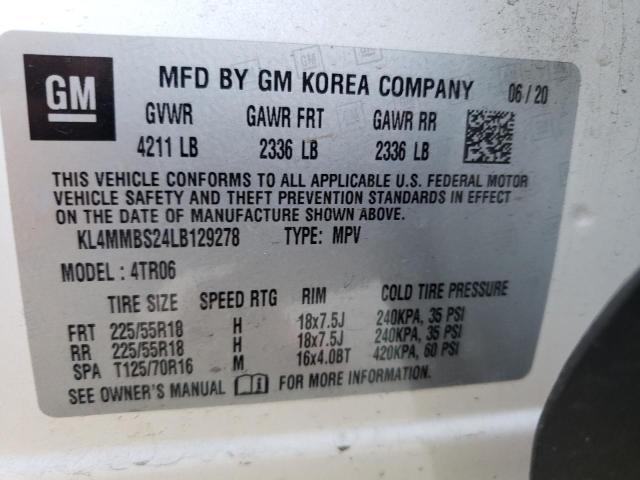 GM
MFD BY GM KOREA COMPANY 06 / 20
GVWR GAWR FRT GAWR RR
4211 LB 2336 LB 2336 LB
THIS VEHICLE CONFORMS TO ALL APPLICABLE U.S. FEDERAL MOTOR
VEHICLE SAFETY AND THEFT PREVENTION STANDARDS IN EFFECT
ON THE DATE OF MANUFACTURE SHOWN ABOVE.
KL4MMBS24LB129278 TYPE: MPV
MODEL : 4TR06
TIRE SIZE SPEED RTG RIM COLD TIRE PRESSURE
FRT 225/55R18 H 18x7.5J 240KPA, 35 PSI
RR 225/55R18 H 18x7.5J 240KPA, 35 PSI
SPA T125/70R16 M 16x4.0BT 420KPA, 60 PSI
SEE OWNER'S MANUAL FOR MORE INFORMATION.